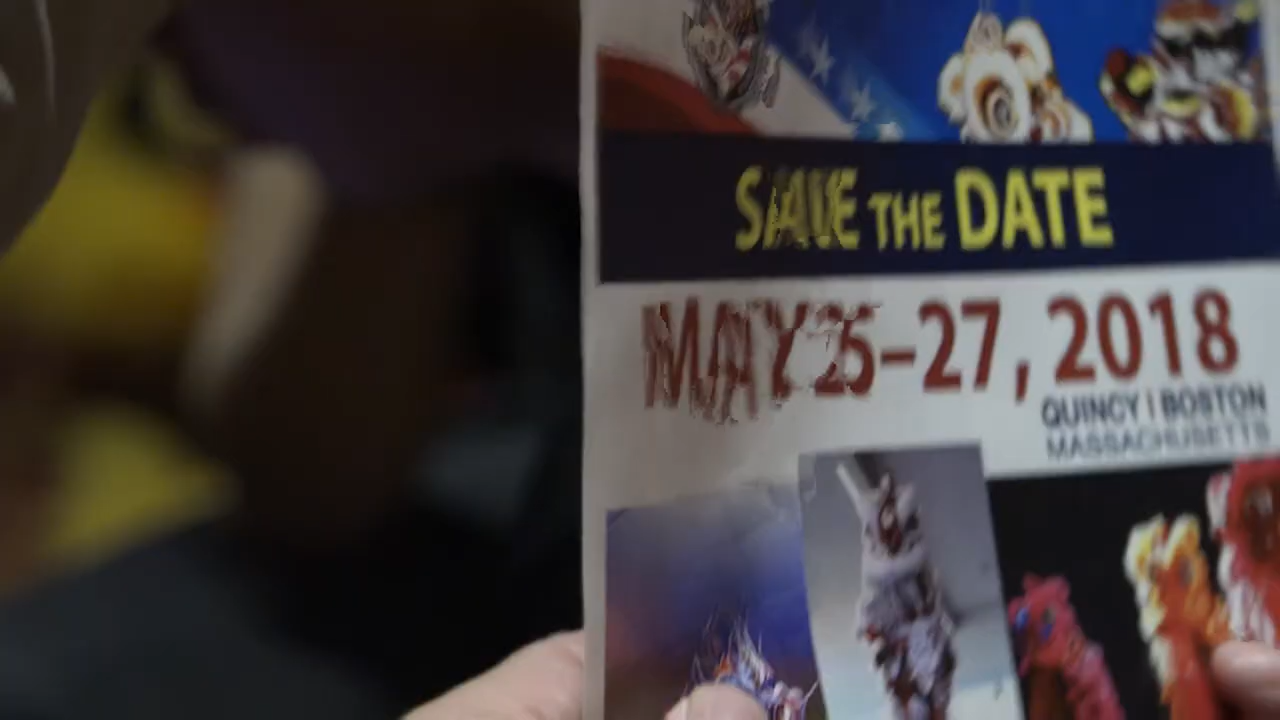 SAVE THE DATE
MAY 25-27, 2018
QUINCY | BOSTON
MASSACHUSETTS